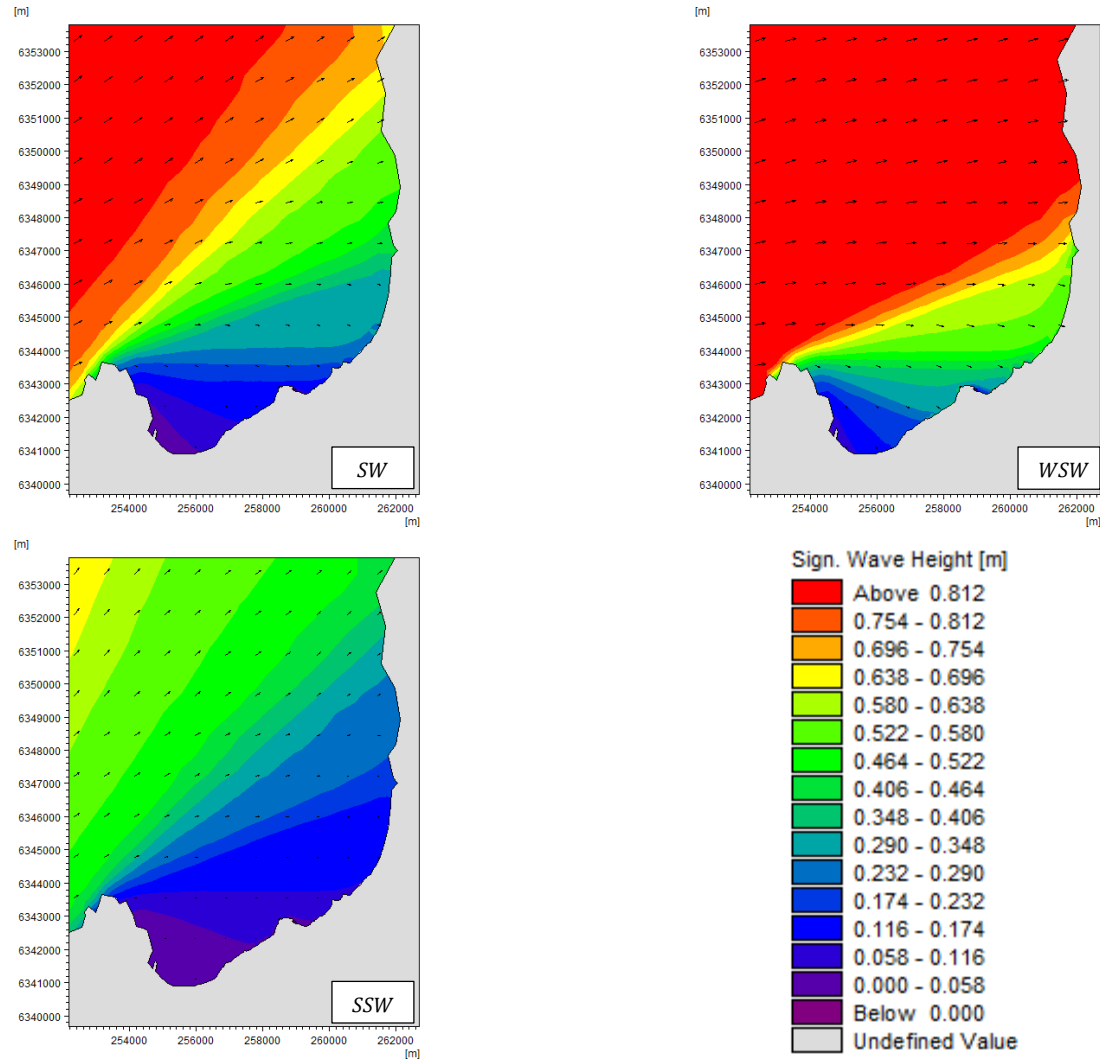 [m]
6353000
6352000
6351000
6350000
6349000
6348000
6347000
6346000
6345000
6344000
6343000
6342000
6341000
6340000
SW
254000 256000 258000 260000 262000
[m]
[m]
6353000
6352000
6351000
6350000
6349000
6348000
6347000
6346000
6345000
6344000
6343000
6342000
6341000
6340000
WSW
254000 256000 258000 260000 262000
[m]
[m]
6353000
6352000
6351000
6350000
6349000
6348000
6347000
6346000
6345000
6344000
6343000
6342000
6341000
6340000
SSW
254000 256000 258000 260000 262000
[m]
Sign. Wave Height [m]
Above 0.812
0.754 - 0.812
0.696 - 0.754
0.638 - 0.696
0.580 - 0.638
0.522 - 0.580
0.464 - 0.522
0.406 - 0.464
0.348 - 0.406
0.290 - 0.348
0.232 - 0.290
0.174 - 0.232
0.116 - 0.174
0.058 - 0.116
0.000 - 0.058
Below 0.000
Undefined Value